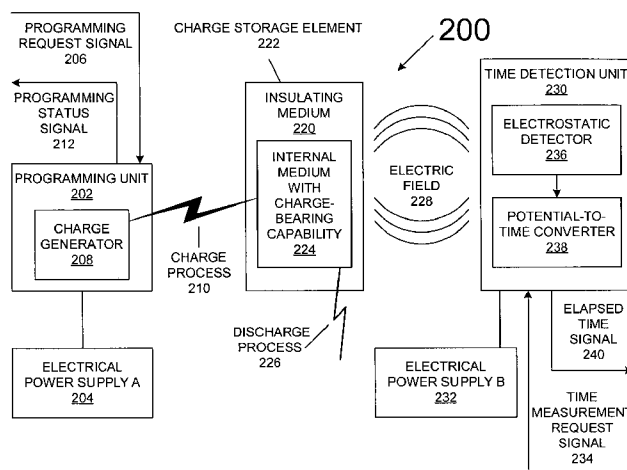 PROGRAMMING
REQUEST SIGNAL
206
PROGRAMMING
STATUS
SIGNAL
212
PROGRAMMING UNIT
202
CHARGE
GENERATOR
208
ELECTRICAL
POWER SUPPLY A
204
CHARGE
PROCESS
210
CHARGE STORAGE ELEMENT
222
INSULATING
MEDIUM
220
INTERNAL
MEDIUM
WITH
CHARGE-
BEARING
CAPABILITY
224
DISCHARGE
PROCESS
226
200
ELECTRIC
FIELD
228
TIME DETECTION UNIT
230
ELECTROSTATIC
DETECTOR
236
POTENTIAL-TO-
TIME CONVERTER
238
ELECTRICAL
POWER SUPPLY B
232
ELAPSED
TIME
SIGNAL
240
TIME
MEASUREMENT
REQUEST
SIGNAL
234